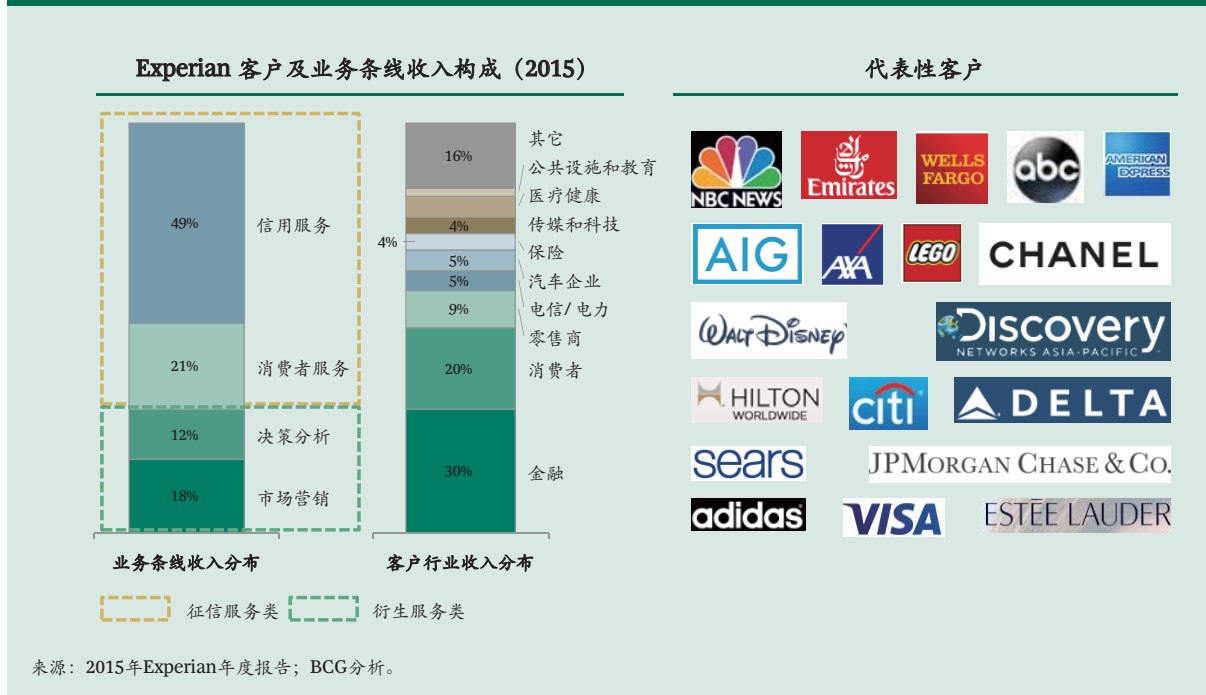 Experian 客户及业务条线收入构成（2015）
49%
信用服务
21%
消费者服务
12%
决策分析
18%
市场营销
业务条线收入分布
16%
4%
4%
5%
5%
9%
20%
30%
其它
公共设施和教育
医疗健康
传媒和科技
保险
汽车企业
电信/ 电力
零售商
消费者
金融
客户行业收入分布
征信服务类
衍生服务类
代表性客户
NBC NEWS
Emirates
WELLS
FARGO
abc
AMERICAN
EXPRESS
AIG
AXA
LEGO
CHANEL
WALT DISNEY
DISCOVERY
NETWORKS ASIA-PACIFIC
HILTON
WORLDWIDE
citi
DELTA
sears
JPMORGAN CHASE & CO.
adidas
VISA
ESTĒE LAUDER
来源：2015年Experian年度报告；BCG分析。